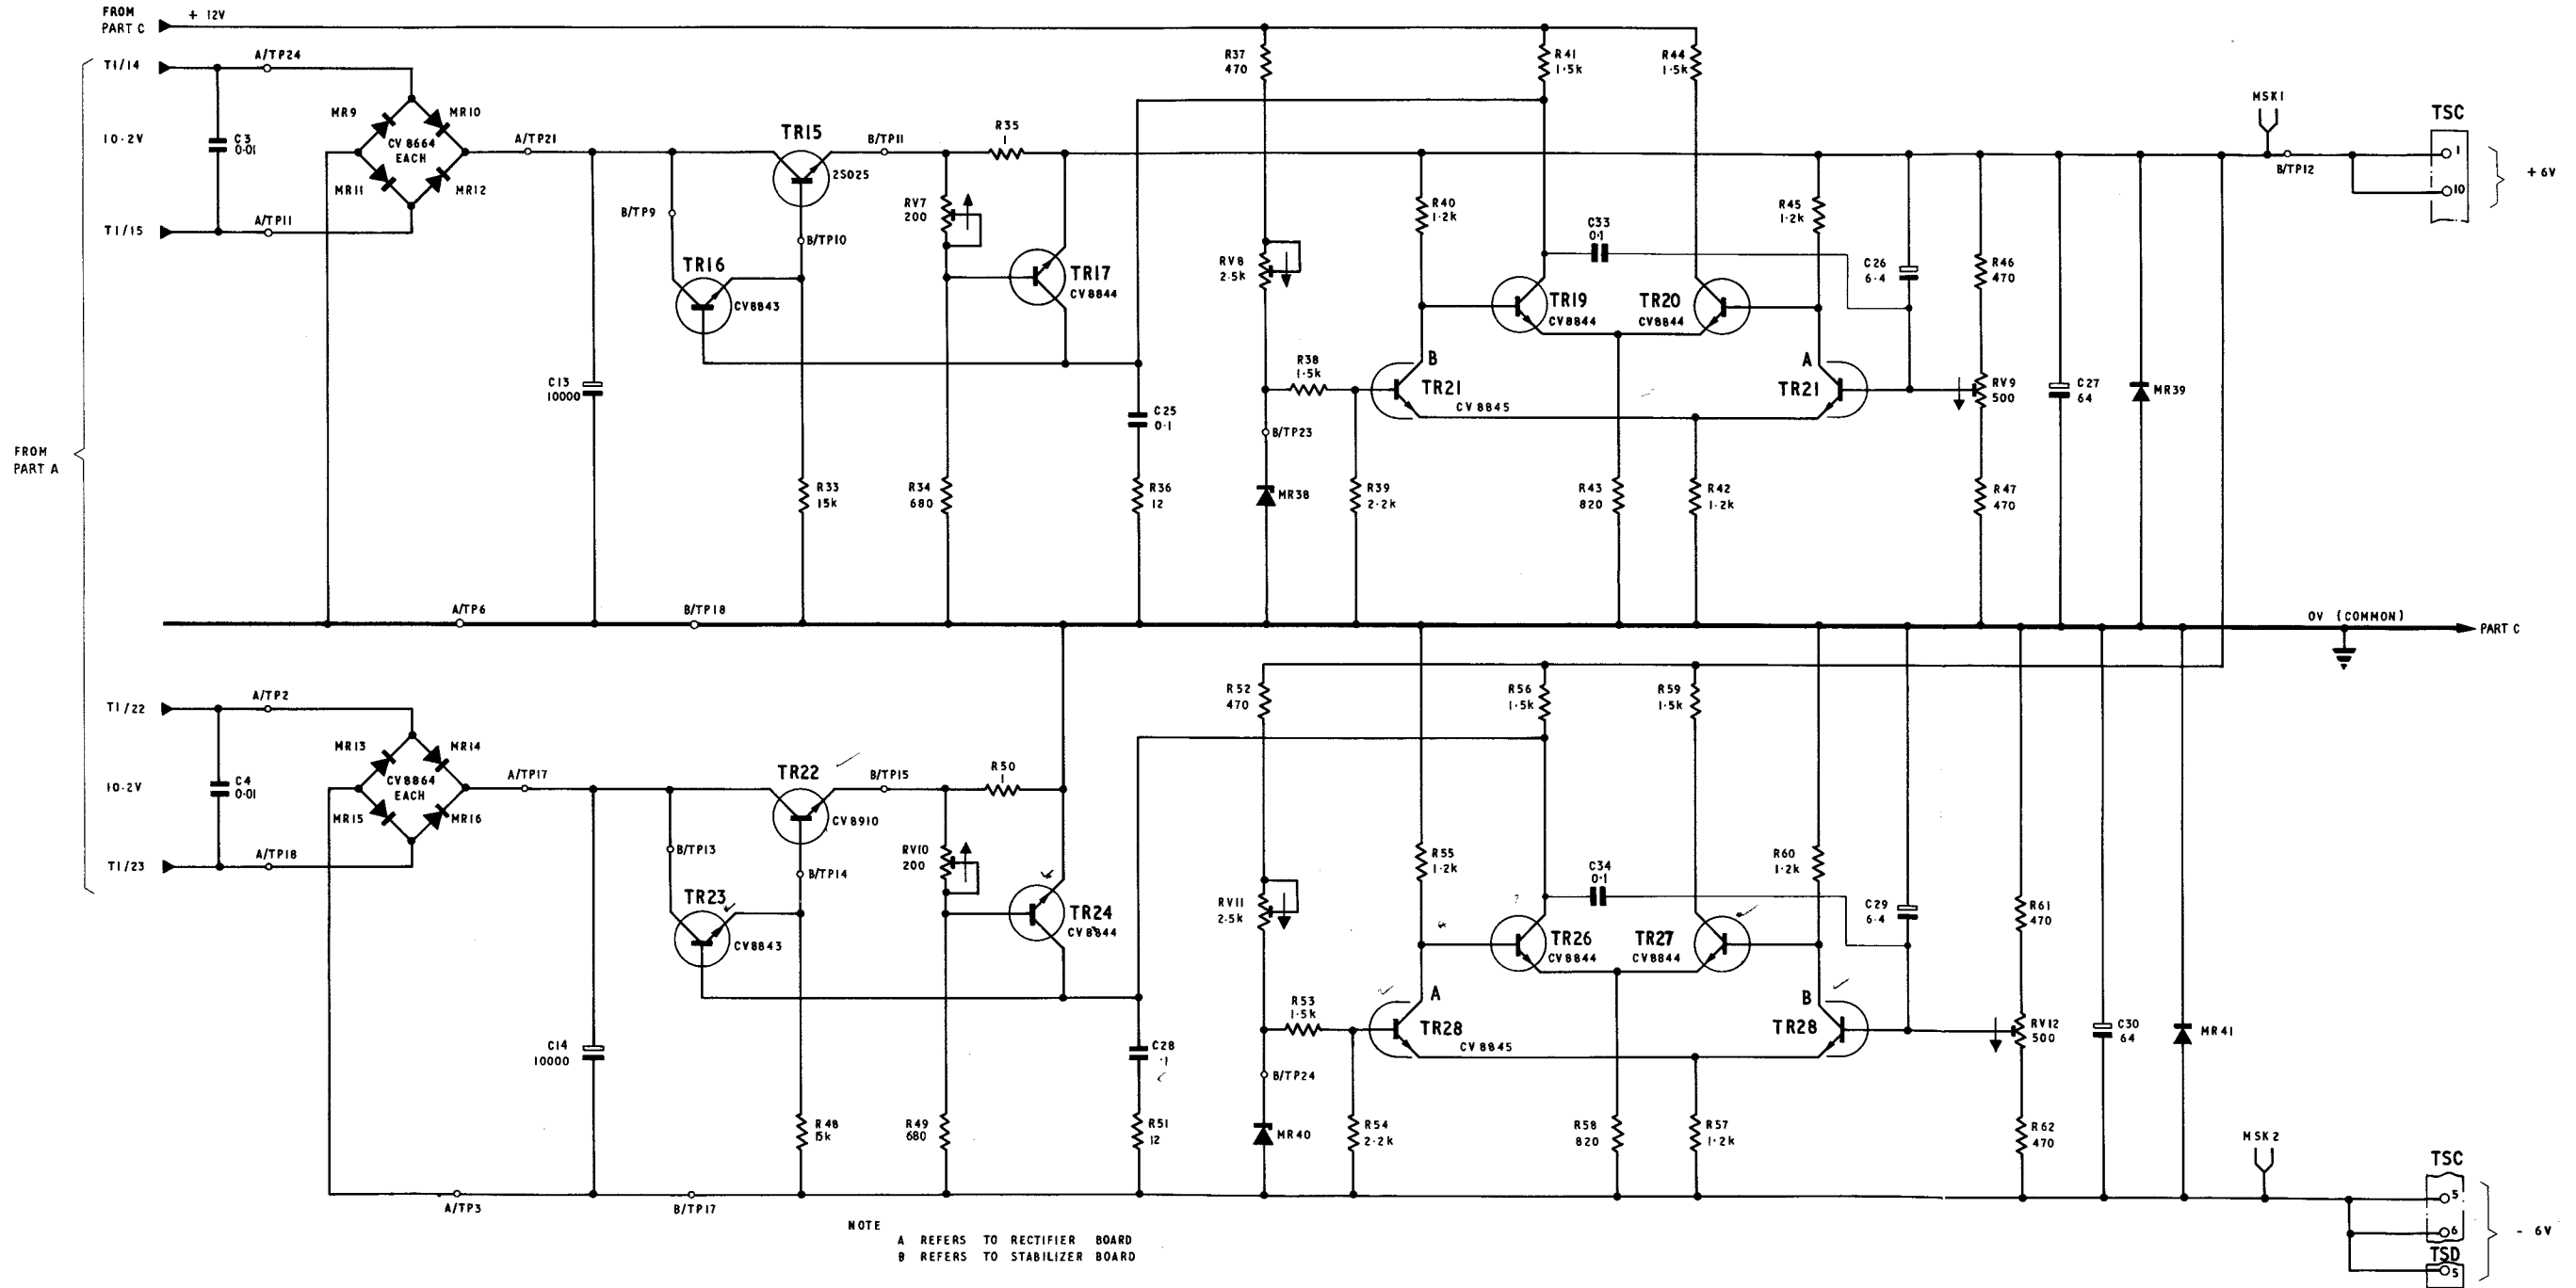 FROM
PART C
+ 12V
T1/14
A/TP24
10·2V
C3
0·01
MR9
MR10
CV 8664
EACH
MR11
MR12
A/TP21
T1/15
A/TP11
FROM
PART A
C13
10000
B/TP9
TR15
2S025
B/TP10
B/TP11
R35
1
TR16
CV8843
RV7
200
TR17
CV8844
R33
15k
R34
680
C25
0·1
R36
12
R37
470
RV8
2·5k
R38
1·5k
B/TP23
MR38
R39
2·2k
R40
1·2k
R41
1·5k
R44
1·5k
C33
0·1
TR19
CV8844
TR20
CV8844
B
TR21
CV 8845
A
TR21
R43
820
R42
1·2k
R45
1·2k
C26
6·4
R46
470
RV9
500
R47
470
C27
64
MR39
MSK1
B/TP12
TSC
1
10
+ 6V
A/TP6
B/TP18
0V (COMMON)
PART C
T1/22
A/TP2
10·2V
C4
0·01
MR13
MR14
CV8864
EACH
MR15
MR16
A/TP17
T1/23
A/TP18
C14
10000
B/TP13
TR22
CV8910
B/TP14
B/TP15
R50
1
TR23
CV8843
RV10
200
TR24
CV8844
R48
15k
R49
680
C28
·1
R51
12
R52
470
RV11
2·5k
R53
1·5k
B/TP24
MR40
R54
2·2k
R55
1·2k
R56
1·5k
R59
1·5k
C34
0·1
TR26
CV8844
TR27
CV8844
A
TR28
CV8845
B
TR28
R58
820
R57
1·2k
R60
1·2k
C29
6·4
R61
470
RV12
500
R62
470
C30
64
MR41
MSK2
TSC
5
6
TSD
5
- 6V
A/TP3
B/TP17
NOTE
A REFERS TO RECTIFIER BOARD
B REFERS TO STABILIZER BOARD